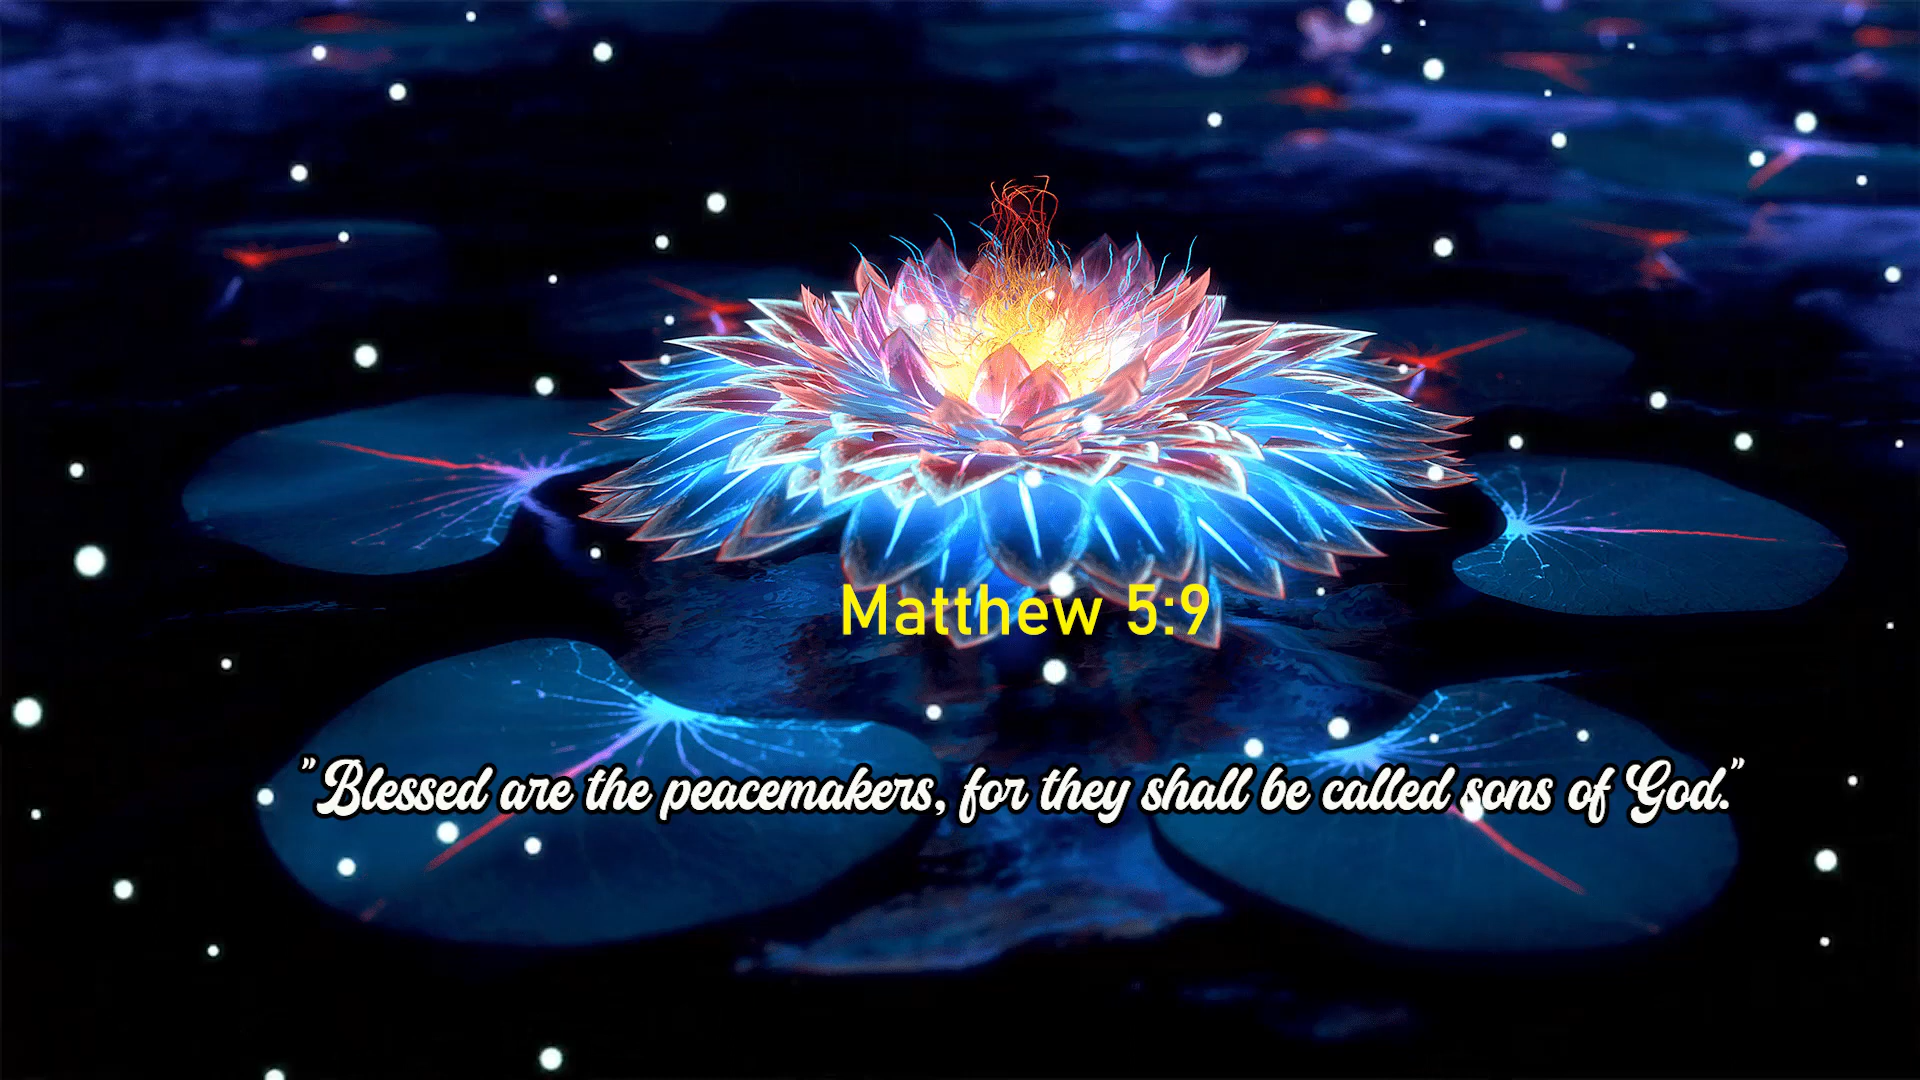 Matthew 5:9
"Blessed are the peacemakers, for they shall be called sons of God."